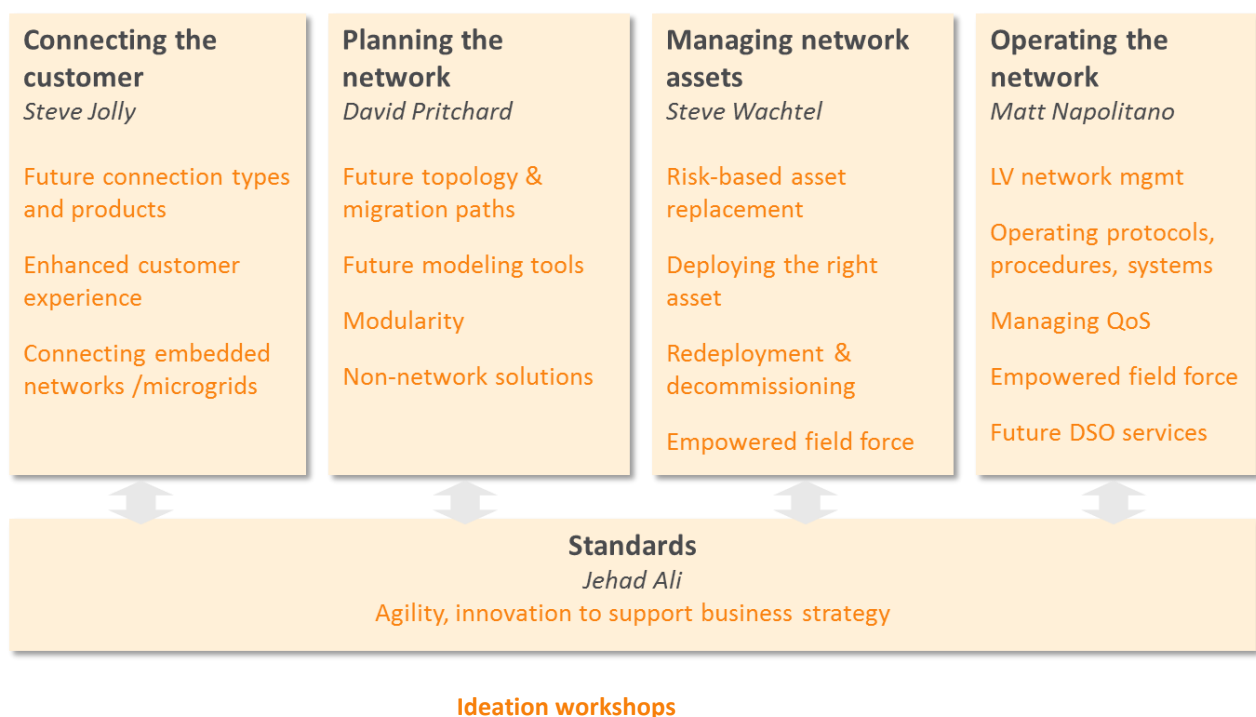 Connecting the
customer
Steve Jolly
Future connection types
and products
Enhanced customer
experience
Connecting embedded
networks /microgrids
Planning the
network
David Pritchard
Future topology &
migration paths
Future modeling tools
Modularity
Non-network solutions
Managing network
assets
Steve Wachtel
Risk-based asset
replacement
Deploying the right
asset
Redeployment &
decommissioning
Empowered field force
Operating the
network
Matt Napolitano
LV network mgmt
Operating protocols,
procedures, systems
Managing QoS
Empowered field force
Future DSO services
Standards
Jehad Ali
Agility, innovation to support business strategy
Ideation workshops